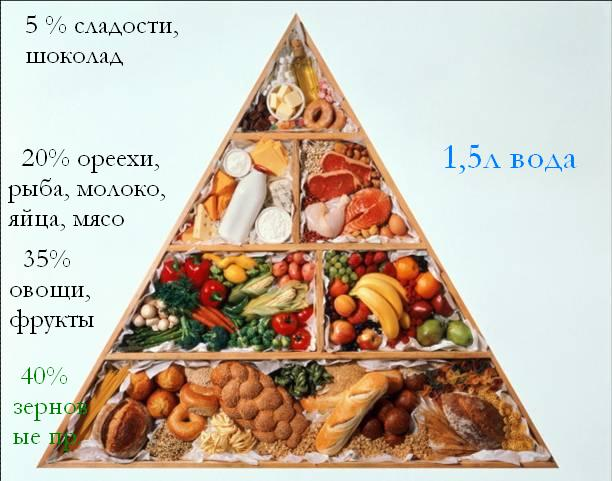 5 % сладости,
шоколад
20% ореехи,
рыба, молоко,
яйца, мясо
1,5л вода
35%
овощи,
фрукты
40%
зернов
ые пр